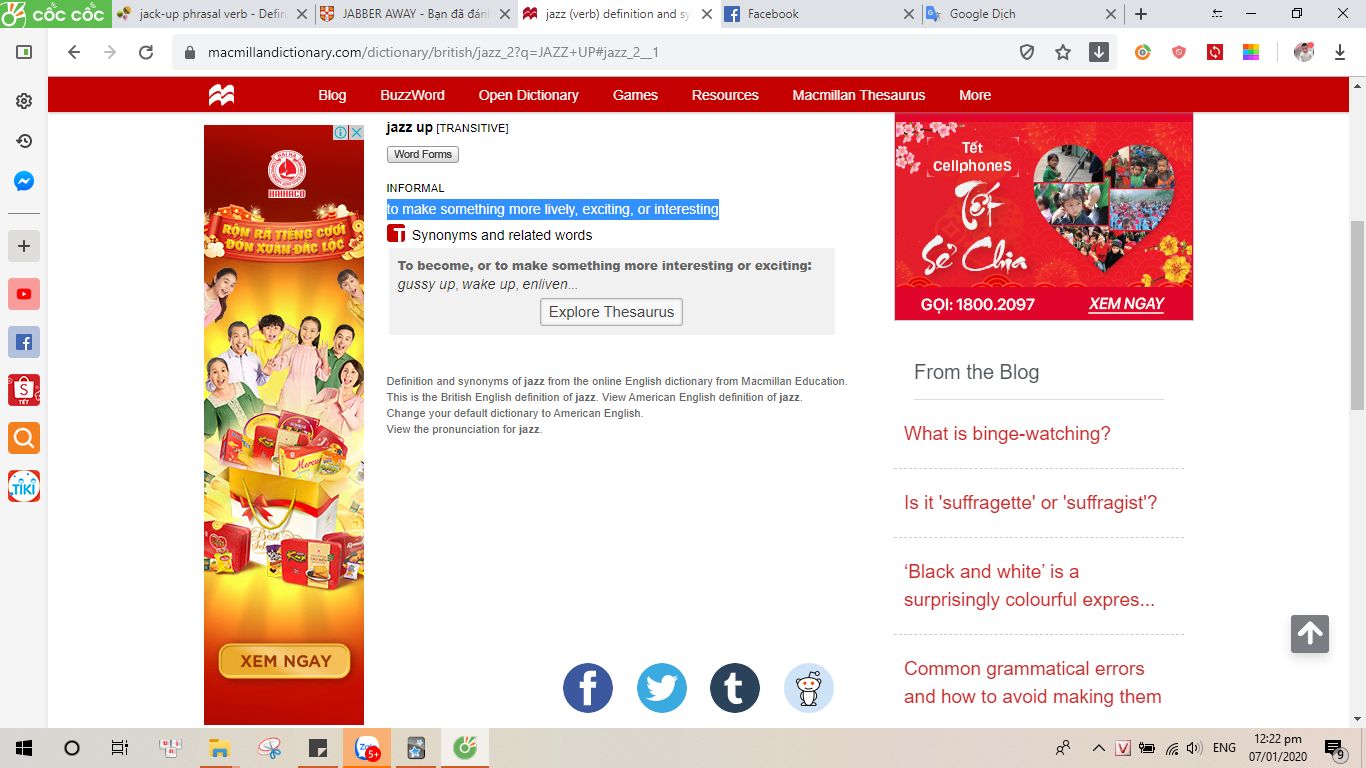 CỐC CỐC
jack-up phrasal verb - Defin
JABBER AWAY - Bạn đã đánh
jazz (verb) definition and sy
Facebook
Google Dịch
macmillandictionary.com/dictionary/british/jazz_2?q=JAZZ+UP#jazz_2__1
Blog BuzzWord Open Dictionary Games Resources Macmillan Thesaurus More
jazz up [TRANSITIVE]
Word Forms
INFORMAL
to make something more lively, exciting, or interesting
Synonyms and related words
To become, or to make something more interesting or exciting:
gussy up, wake up, enliven...
Explore Thesaurus
Definition and synonyms of jazz from the online English dictionary from Macmillan Education.
This is the British English definition of jazz. View American English definition of jazz.
Change your default dictionary to American English.
View the pronunciation for jazz.
HAIHACO
RỘN RÃ TIẾNG CƯỜI
ĐÓN XUÂN ĐẮC LỘC
XEM NGAY
Tết
CellphoneS
Tết
Sẻ Chia
GỌI: 1800.2097
XEM NGAY
From the Blog
What is binge-watching?
Is it 'suffragette' or 'suffragist'?
‘Black and white’ is a
surprisingly colourful expres...
Common grammatical errors
and how to avoid making them
S
TẾT
TIKI
5+
V
ENG
12:22 pm
07/01/2020
9